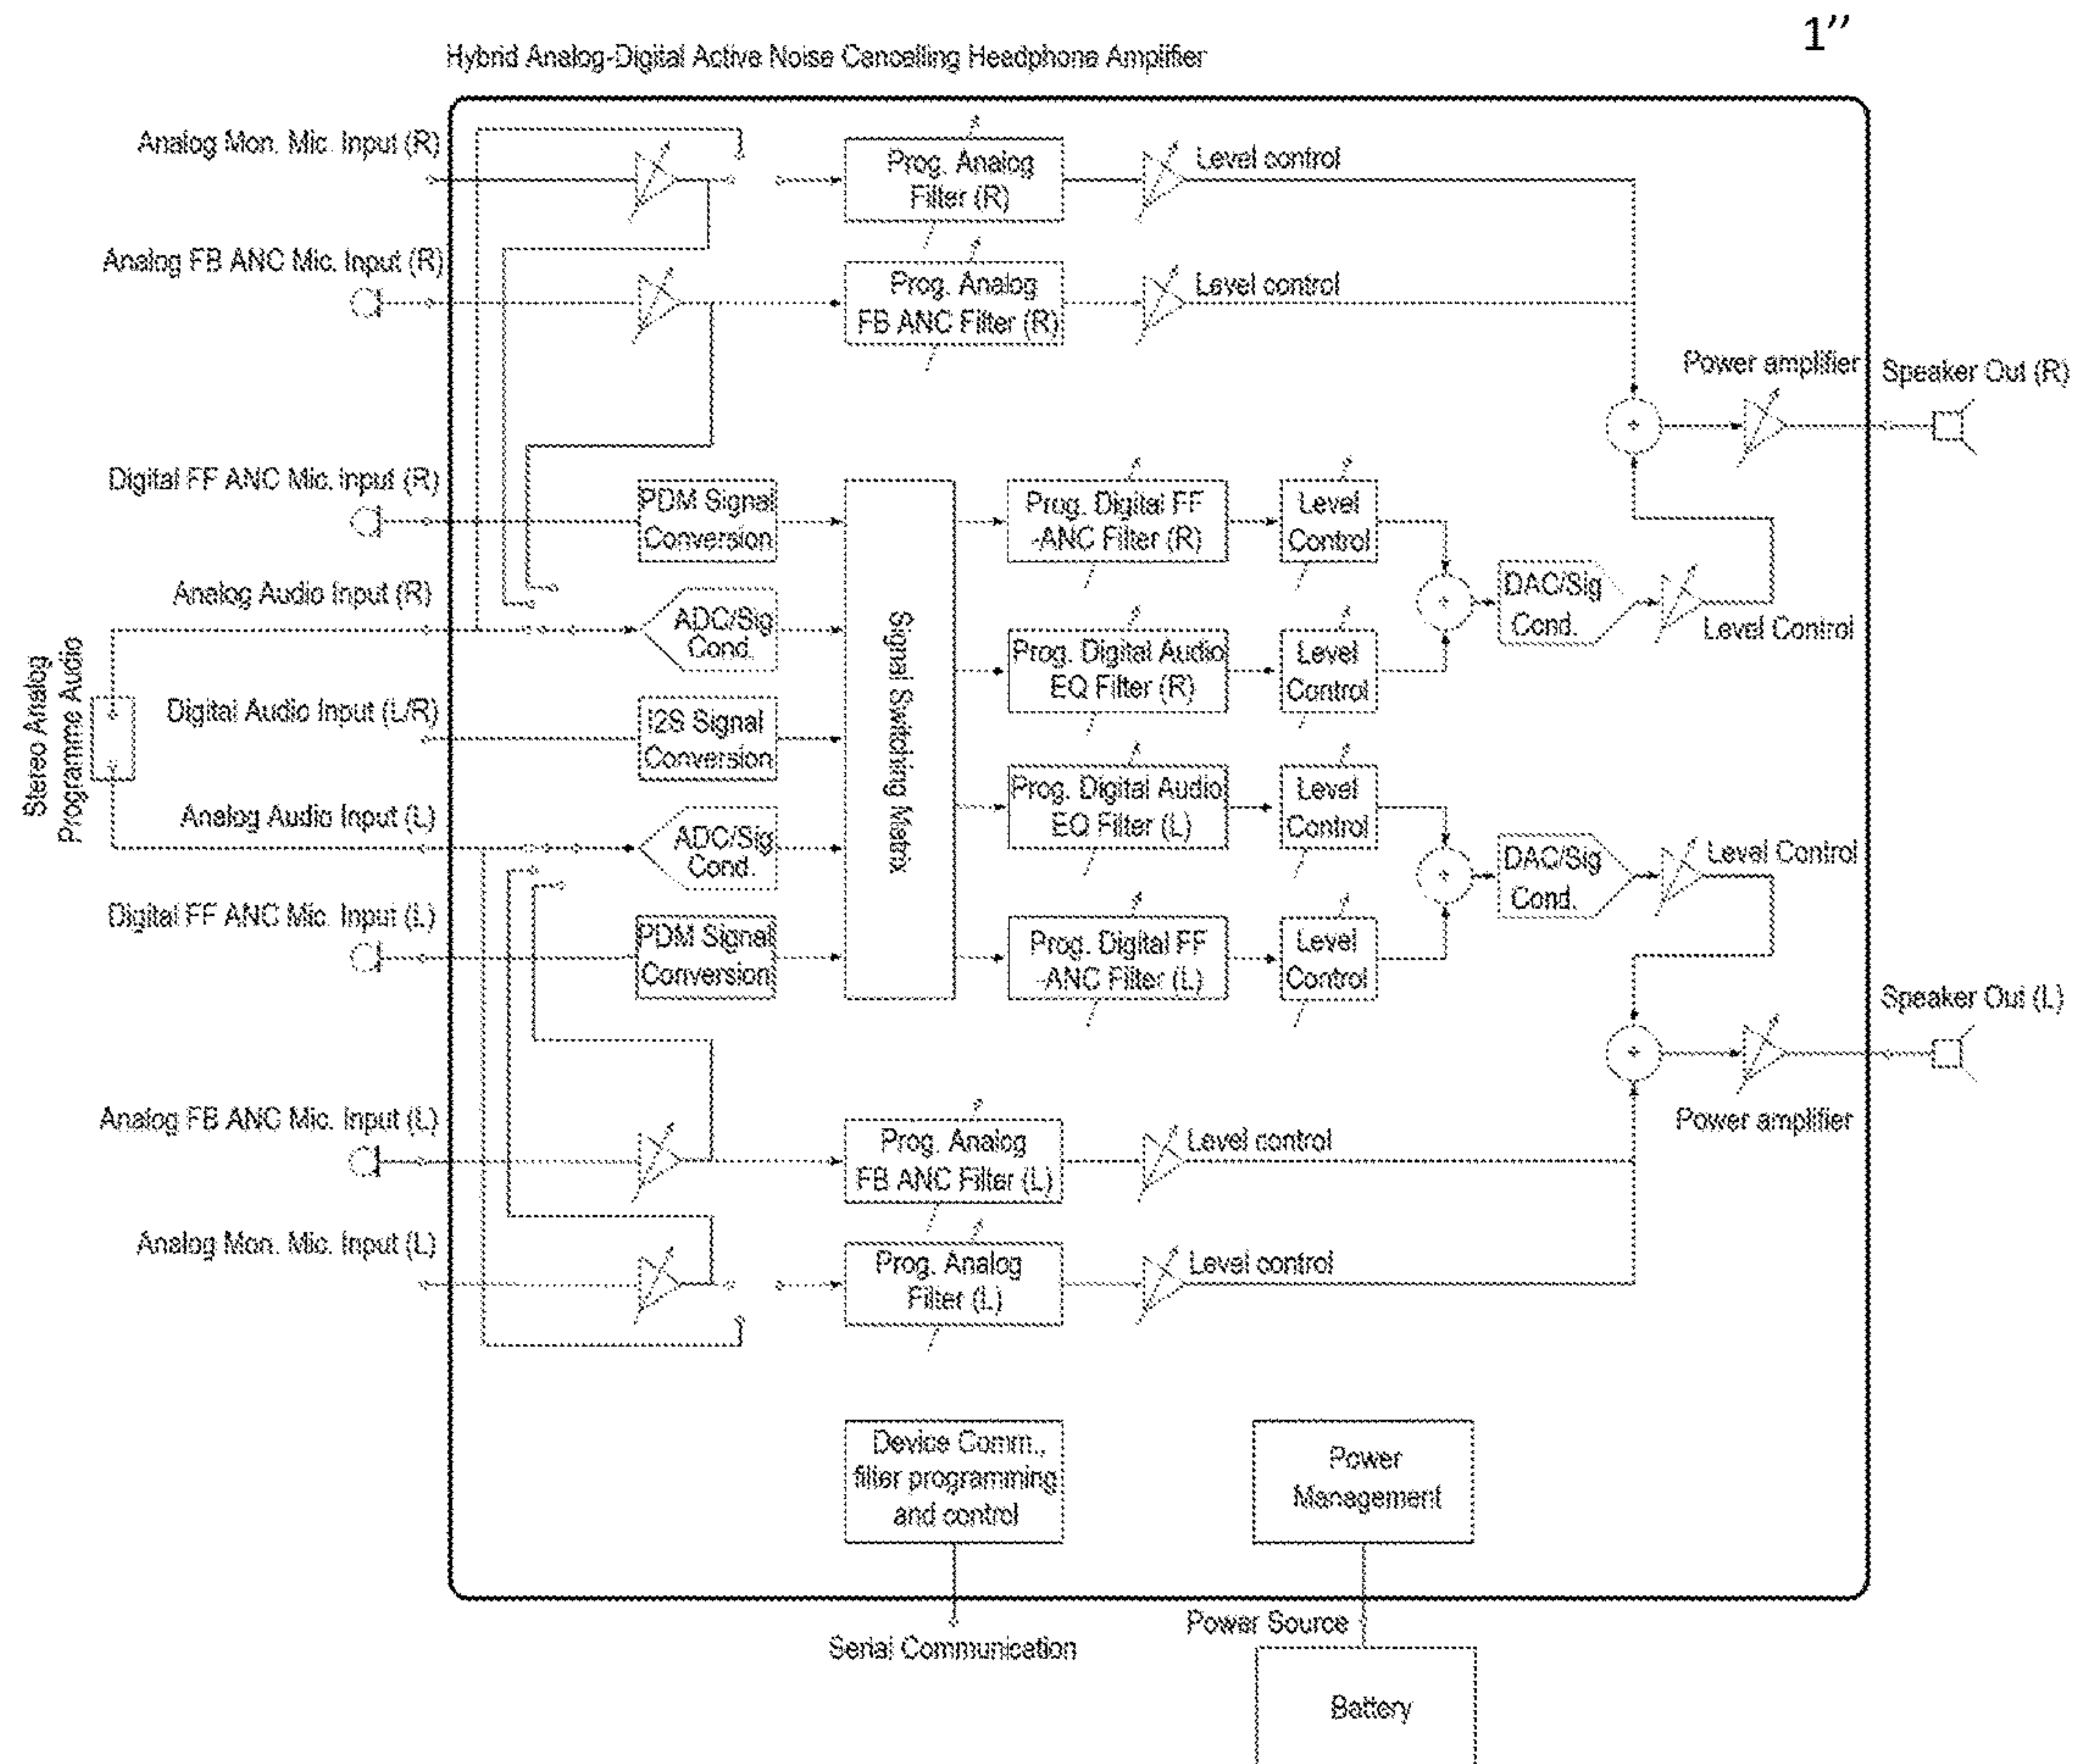 1’’
Hybrid Analog-Digital Active Noise Cancelling Headphone Amplifier
Analog Mon. Mic. Input (R)
Prog. Analog
Filter (R)
Level control
Analog FB ANC Mic. Input (R)
Prog. Analog
FB ANC Filter (R)
Level control
Power amplifier
Speaker Out (R)
+
Digital FF ANC Mic. Input (R)
PDM Signal
Conversion
Prog. Digital FF
-ANC Filter (R)
Level
Control
Analog Audio Input (R)
ADC/Sig
Cond.
Signal Switching Matrix
+
DAC/Sig
Cond.
Level Control
Prog. Digital Audio
EQ Filter (R)
Level
Control
Stereo Analog
Programme Audio
Digital Audio Input (L/R)
I2S Signal
Conversion
Prog. Digital Audio
EQ Filter (L)
Level
Control
Analog Audio Input (L)
ADC/Sig
Cond.
+
DAC/Sig
Cond.
Level Control
Digital FF ANC Mic. Input (L)
PDM Signal
Conversion
Prog. Digital FF
-ANC Filter (L)
Level
Control
Speaker Out (L)
+
Power amplifier
Analog FB ANC Mic. Input (L)
Prog. Analog
FB ANC Filter (L)
Level control
Analog Mon. Mic. Input (L)
Prog. Analog
Filter (L)
Level control
Device Comm.,
filter programming
and control
Power
Management
Serial Communication
Power Source
Battery